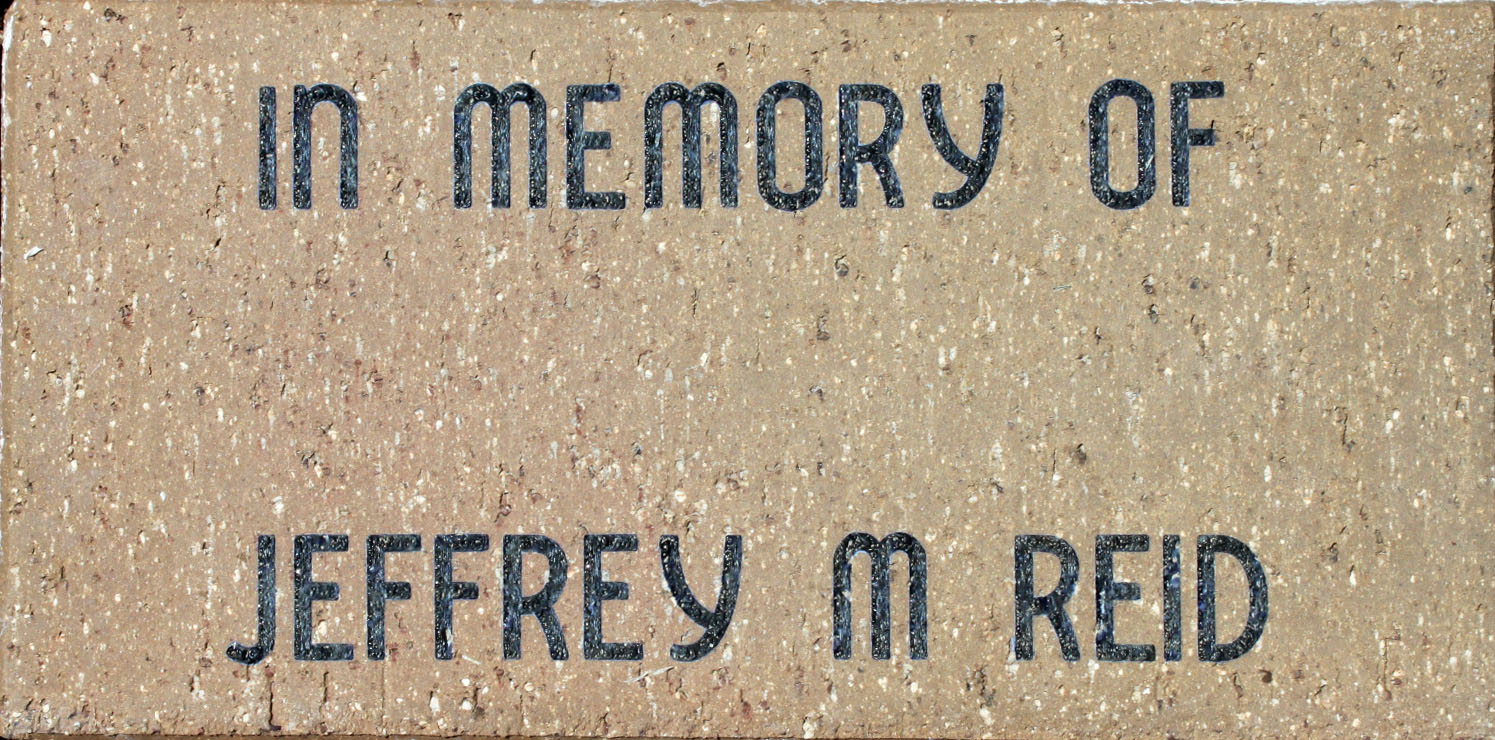 IN MEMORY OF
JEFFREY M REID